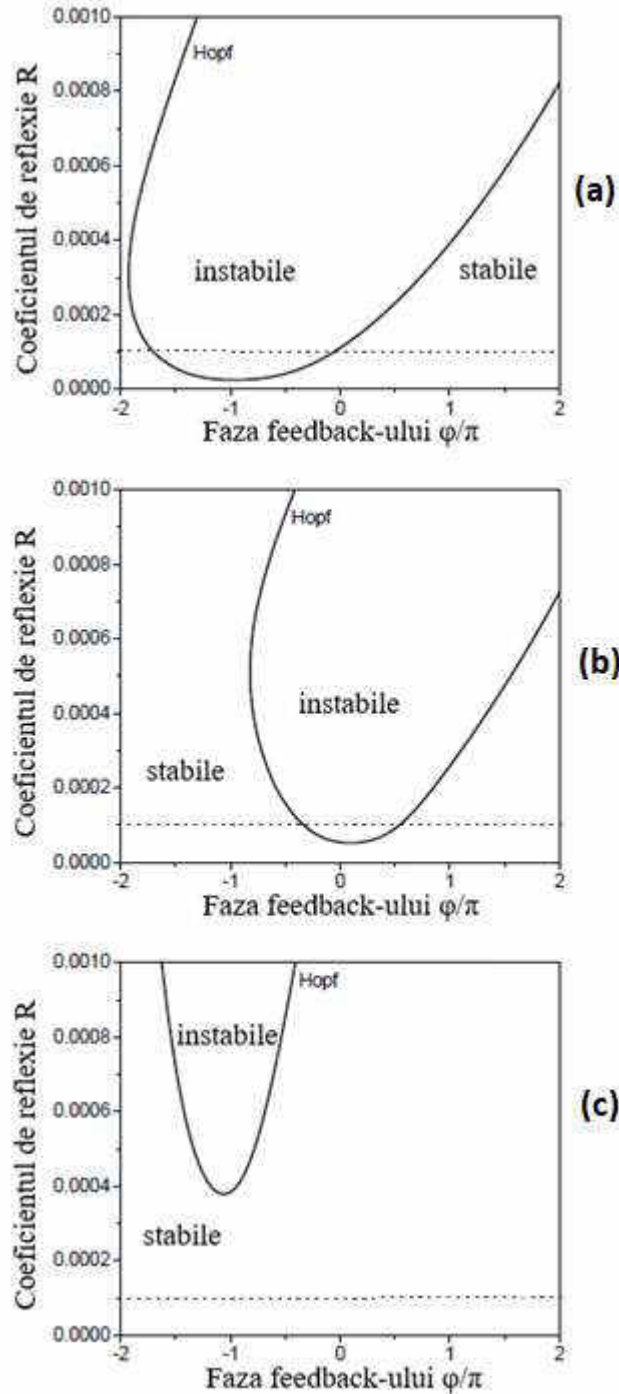 0.0010
Hopf
0.0008
0.0006
(a)
0.0004
instabile
stabile
0.0002
0.0000
-2 -1 0 1 2
Coeficientul de reflexie R
Faza feedback-ului φ/π
0.0010
Hopf
0.0008
0.0006
(b)
0.0004
instabile
stabile
0.0002
0.0000
-2 -1 0 1 2
Coeficientul de reflexie R
Faza feedback-ului φ/π
0.0010
Hopf
0.0008
instabile
0.0006
(c)
0.0004
stabile
0.0002
0.0000
-2 -1 0 1 2
Coeficientul de reflexie R
Faza feedback-ului φ/π